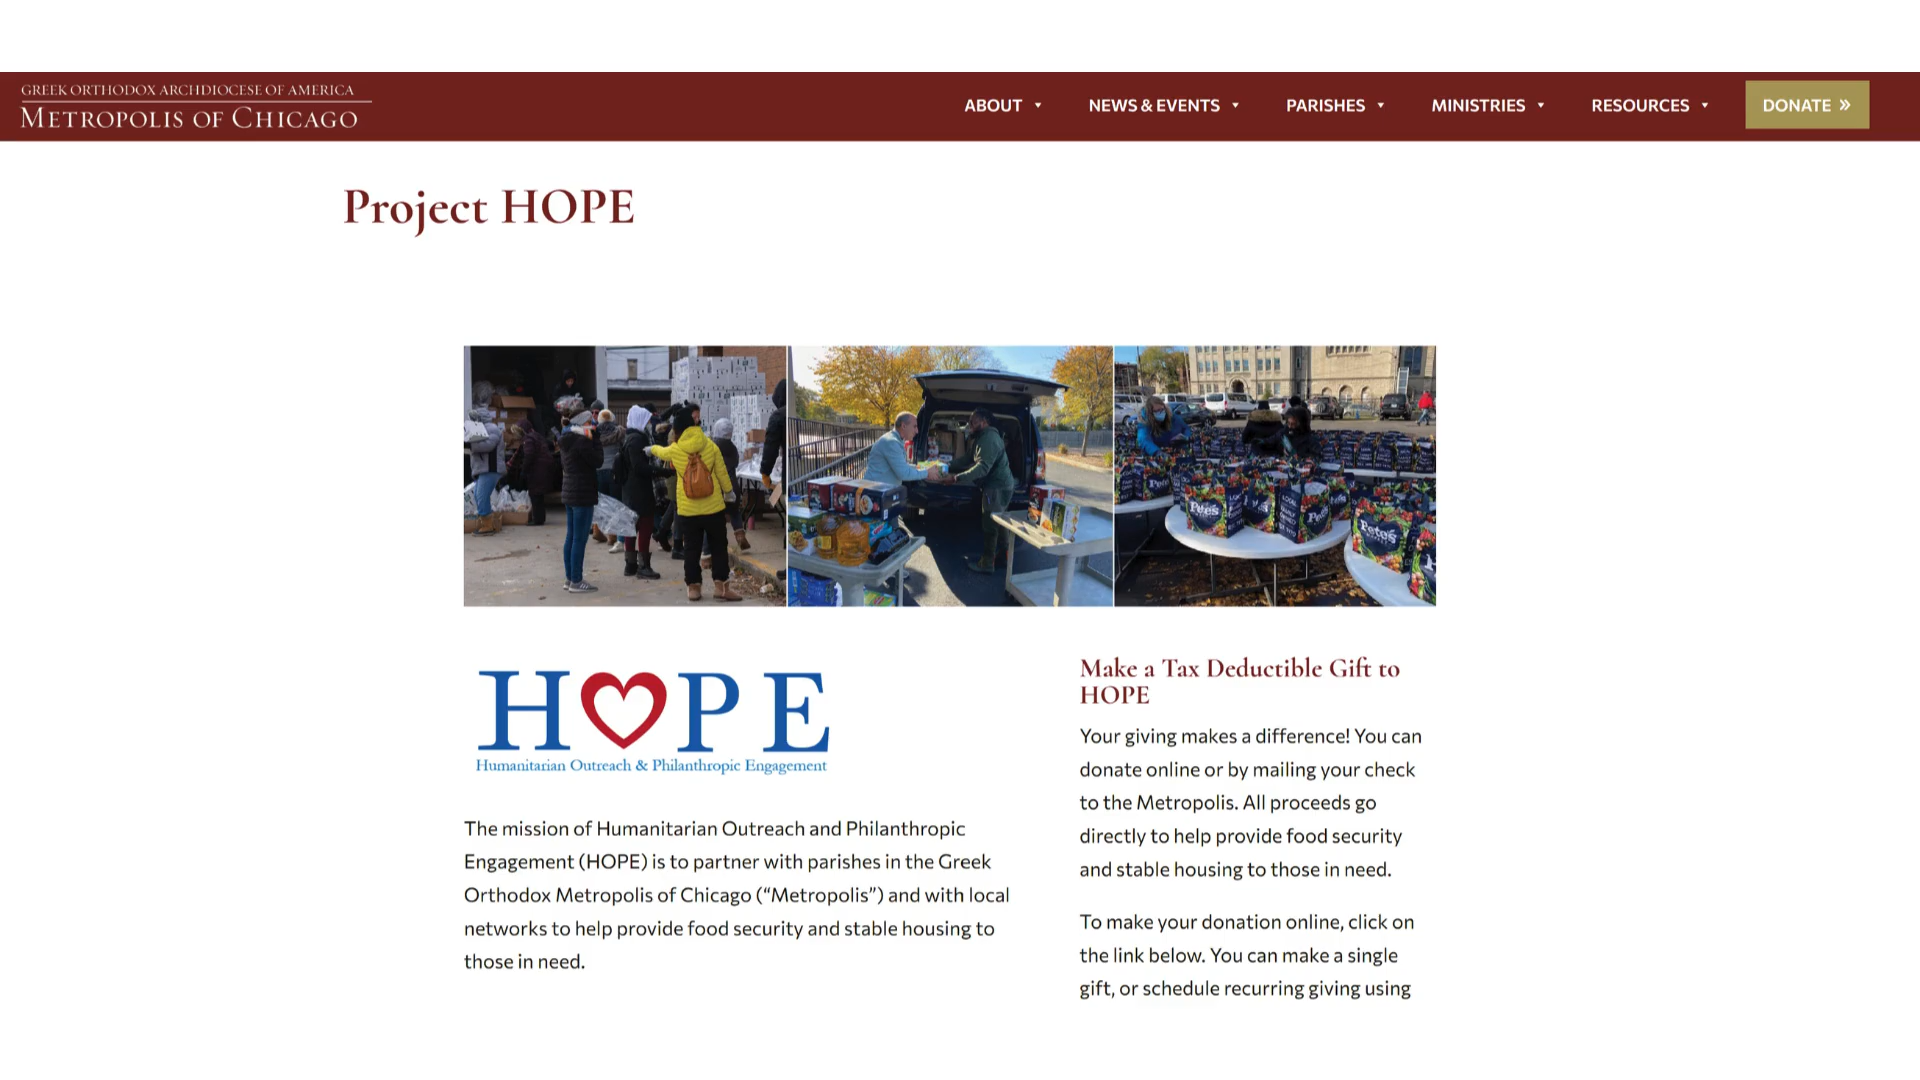 GREEK ORTHODOX ARCHDIOCESE OF AMERICA
METROPOLIS OF CHICAGO
ABOUT NEWS & EVENTS PARISHES MINISTRIES RESOURCES DONATE »
Project HOPE
Pete's
Pete's
Pete's
H PE
Humanitarian Outreach & Philanthropic Engagement
The mission of Humanitarian Outreach and Philanthropic
Engagement (HOPE) is to partner with parishes in the Greek
Orthodox Metropolis of Chicago (“Metropolis”) and with local
networks to help provide food security and stable housing to
those in need.
Make a Tax Deductible Gift to
HOPE
Your giving makes a difference! You can
donate online or by mailing your check
to the Metropolis. All proceeds go
directly to help provide food security
and stable housing to those in need.
To make your donation online, click on
the link below. You can make a single
gift, or schedule recurring giving using